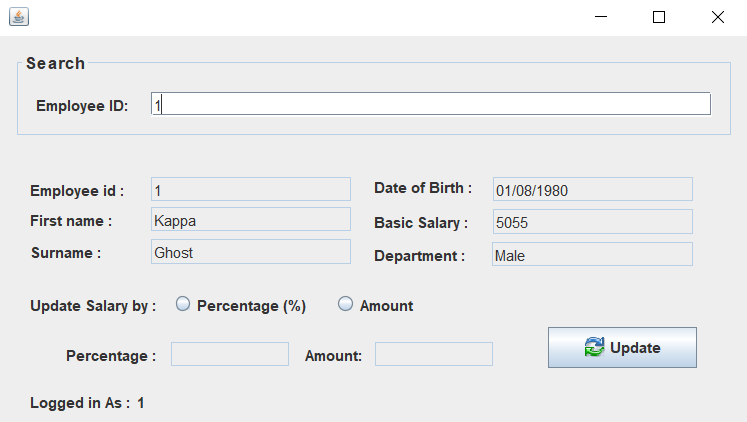 Search
Employee ID: 1
Employee id : 1 Date of Birth : 01/08/1980
First name : Kappa Basic Salary : 5055
Surname : Ghost Department : Male
Update Salary by : Percentage (%) Amount
Percentage : Amount: Update
Logged in As : 1